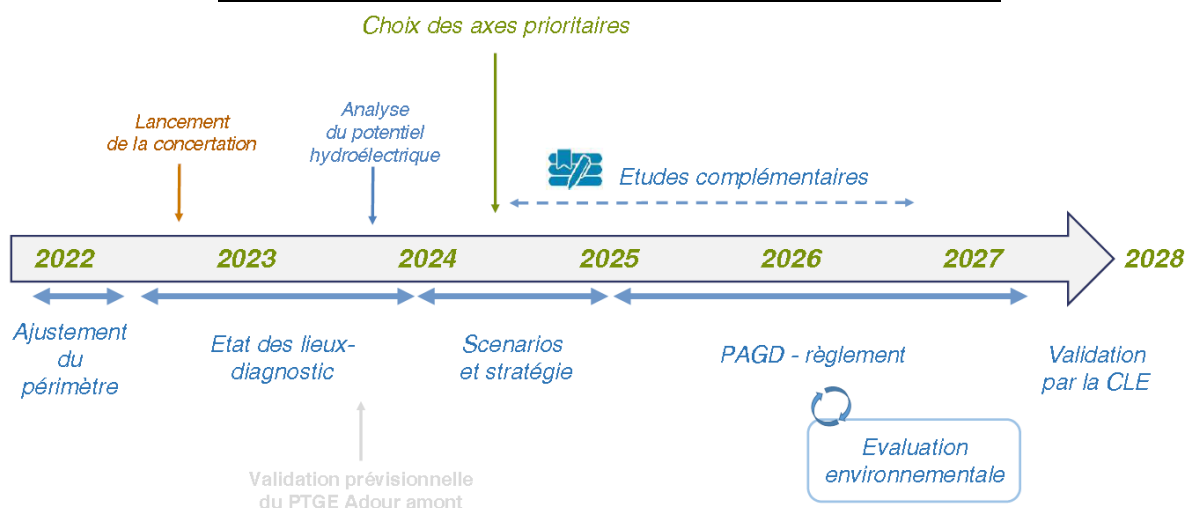 Choix des axes prioritaires
Lancement
de la concertation
Analyse
du potentiel
hydroélectrique
Etudes complémentaires
2022 2023 2024 2025 2026 2027 2028
Ajustement
du
périmètre
Etat des lieux-
diagnostic
Scenarios
et stratégie
PAGD - règlement
Validation
par la CLE
Evaluation
environnementale
Validation prévisionnelle
du PTGE Adour amont